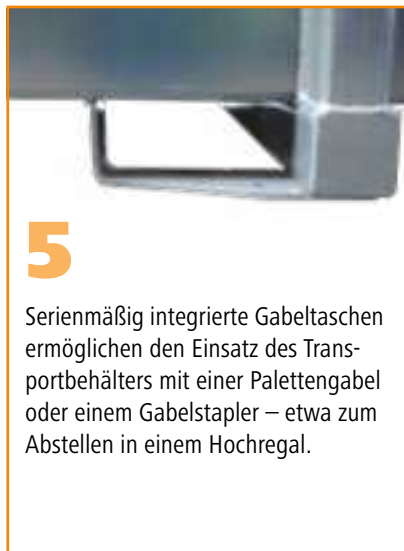 5
Serienmäßig integrierte Gabeltaschen
ermöglichen den Einsatz des Trans-
portbehälters mit einer Palettengabel
oder einem Gabelstapler – etwa zum
Abstellen in einem Hochregal.